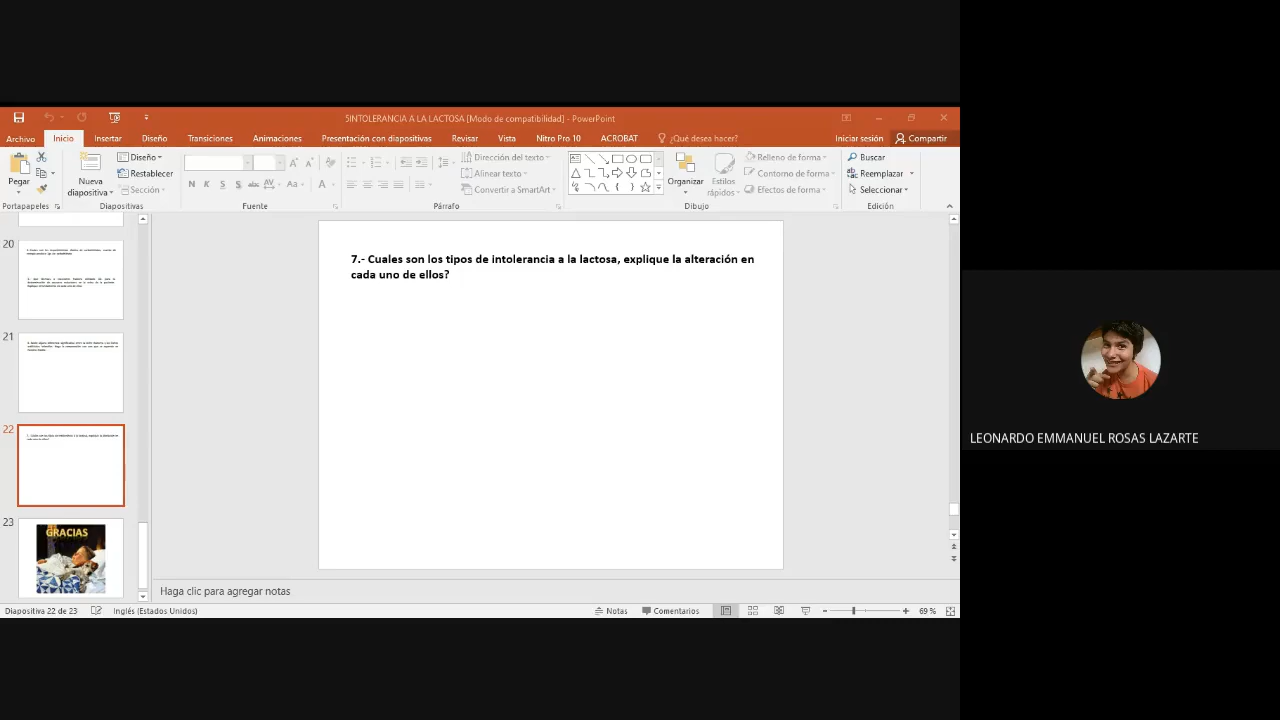 SINTOLERANCIA A LA LACTOSA [Modo de compatibilidad] - PowerPoint
Archivo Inicio Insertar Diseño Transiciones Animaciones Presentación con diapositivas Revisar Vista Nitro Pro 10 ACROBAT ¿Qué desea hacer? Iniciar sesión Compartir
Diseño Dirección del texto Relleno de forma Buscar
Restablecer Alinear texto Contorno de forma Reemplazar
Pegar Nueva diapositiva Sección N K S S abc AV Aa A Convertir a SmartArt Organizar Estilos rápidos Efectos de forma Seleccionar
Portapapeles Diapositivas Fuente Párrafo Dibujo Edición
20
21
22
23
GRACIAS
7.- Cuales son los tipos de intolerancia a la lactosa, explique la alteración en
cada uno de ellos?
LEONARDO EMMANUEL ROSAS LAZARTE
Haga clic para agregar notas
Diapositiva 22 de 23 Inglés (Estados Unidos) Notas Comentarios 69 %